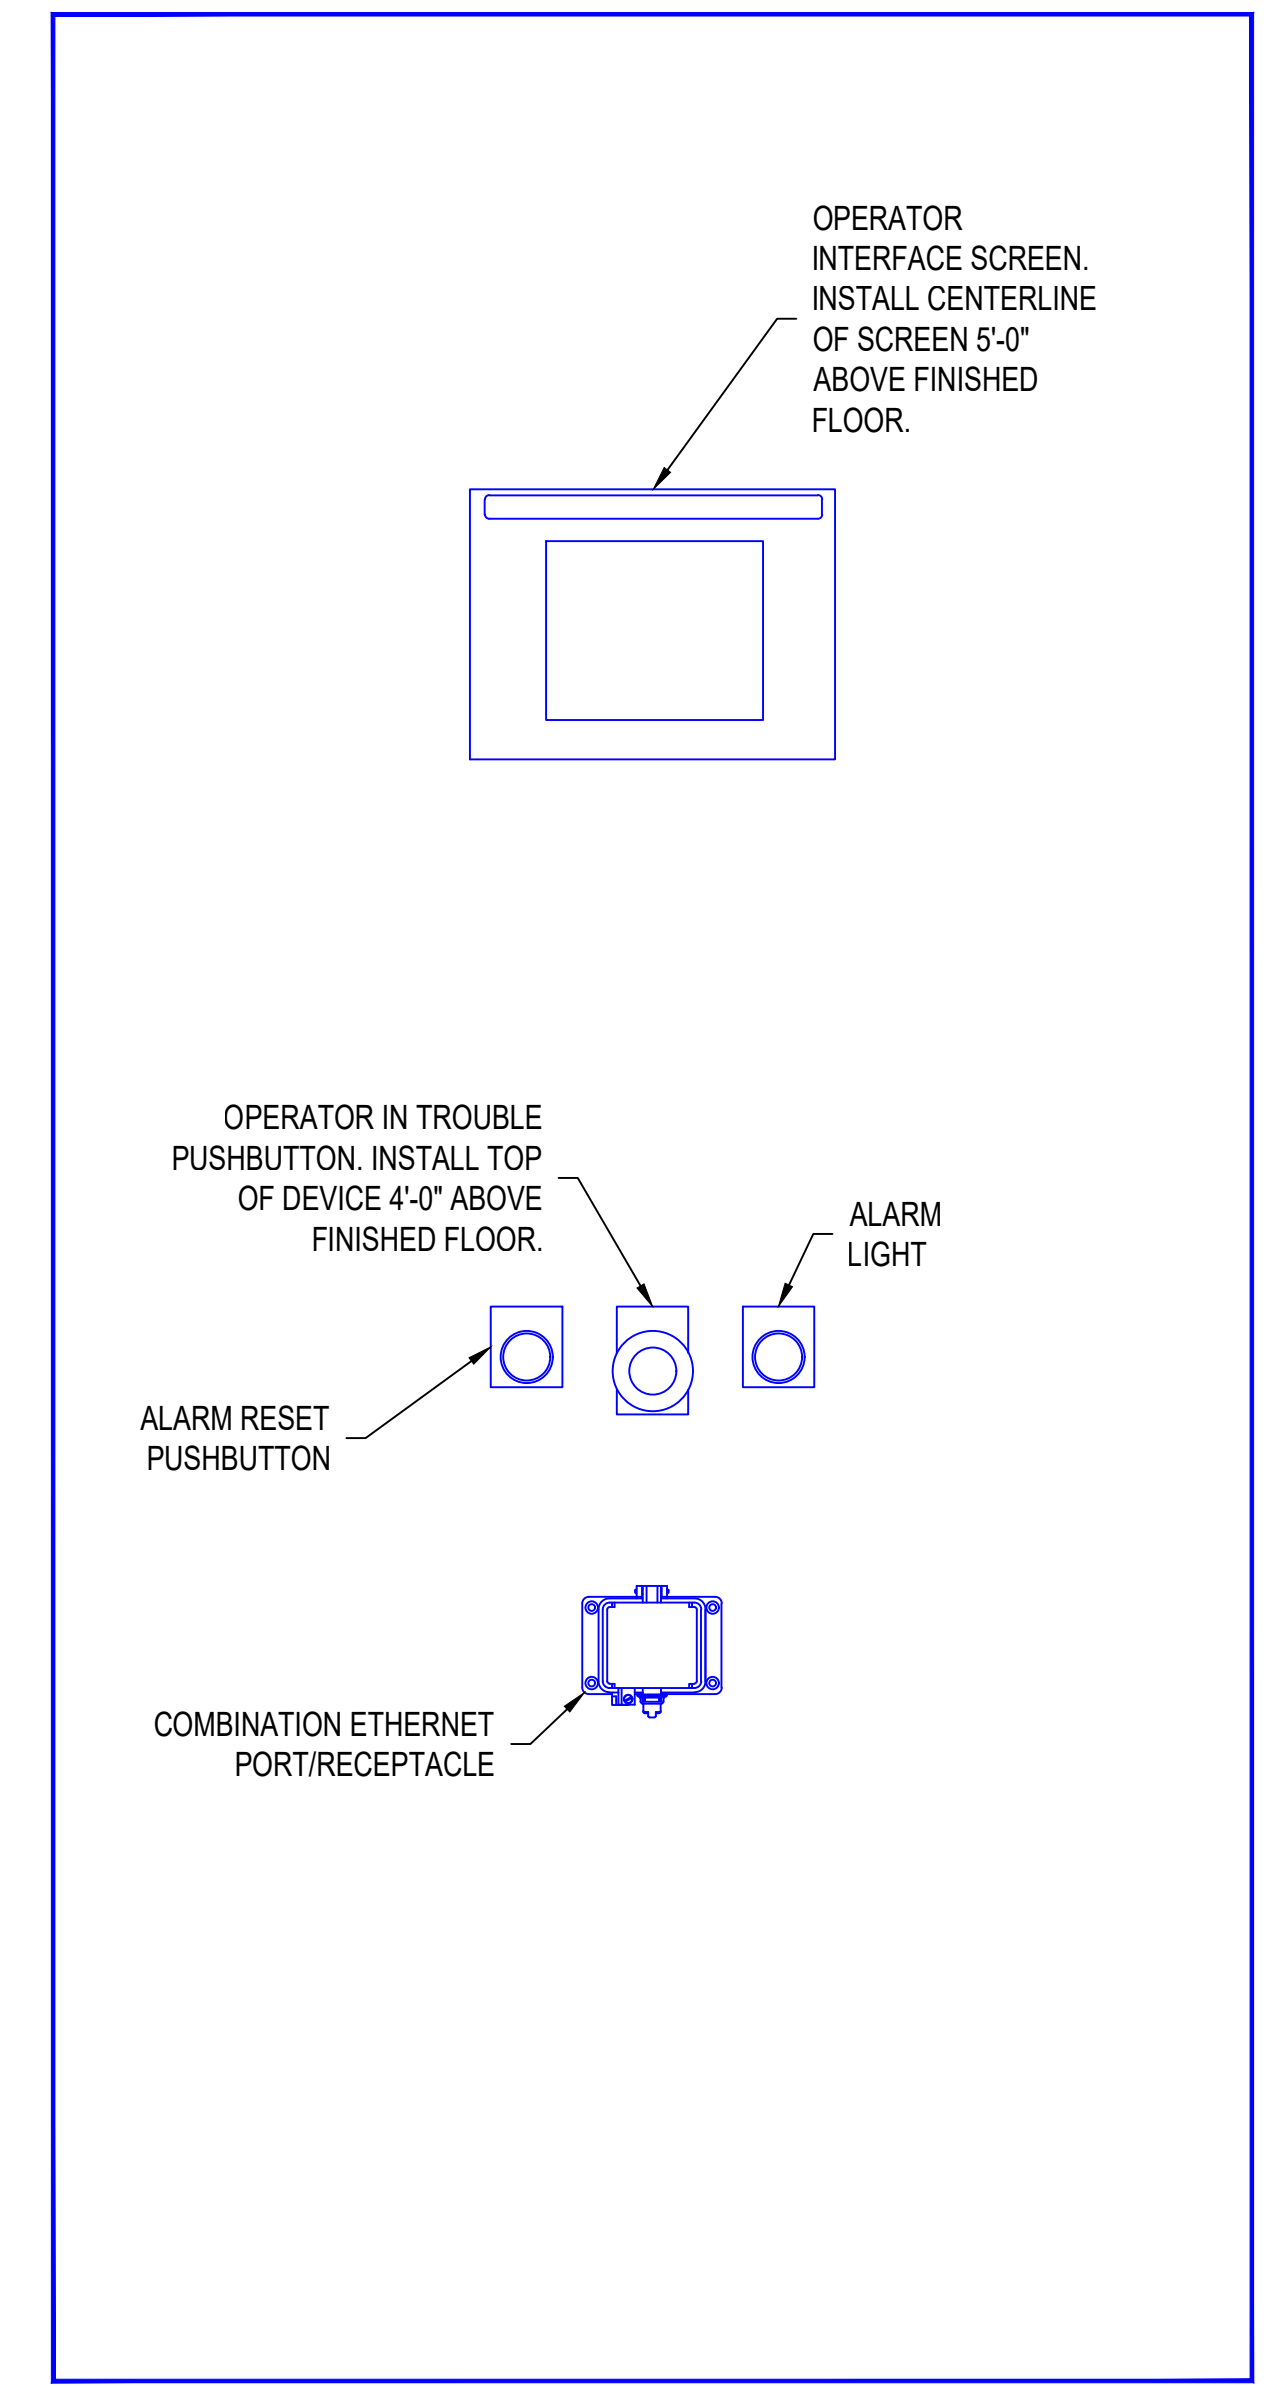 OPERATOR
INTERFACE SCREEN.
INSTALL CENTERLINE
OF SCREEN 5'-0"
ABOVE FINISHED
FLOOR.
OPERATOR IN TROUBLE
PUSHBUTTON. INSTALL TOP
OF DEVICE 4'-0" ABOVE
FINISHED FLOOR.
ALARM
LIGHT
ALARM RESET
PUSHBUTTON
COMBINATION ETHERNET
PORT/RECEPTACLE